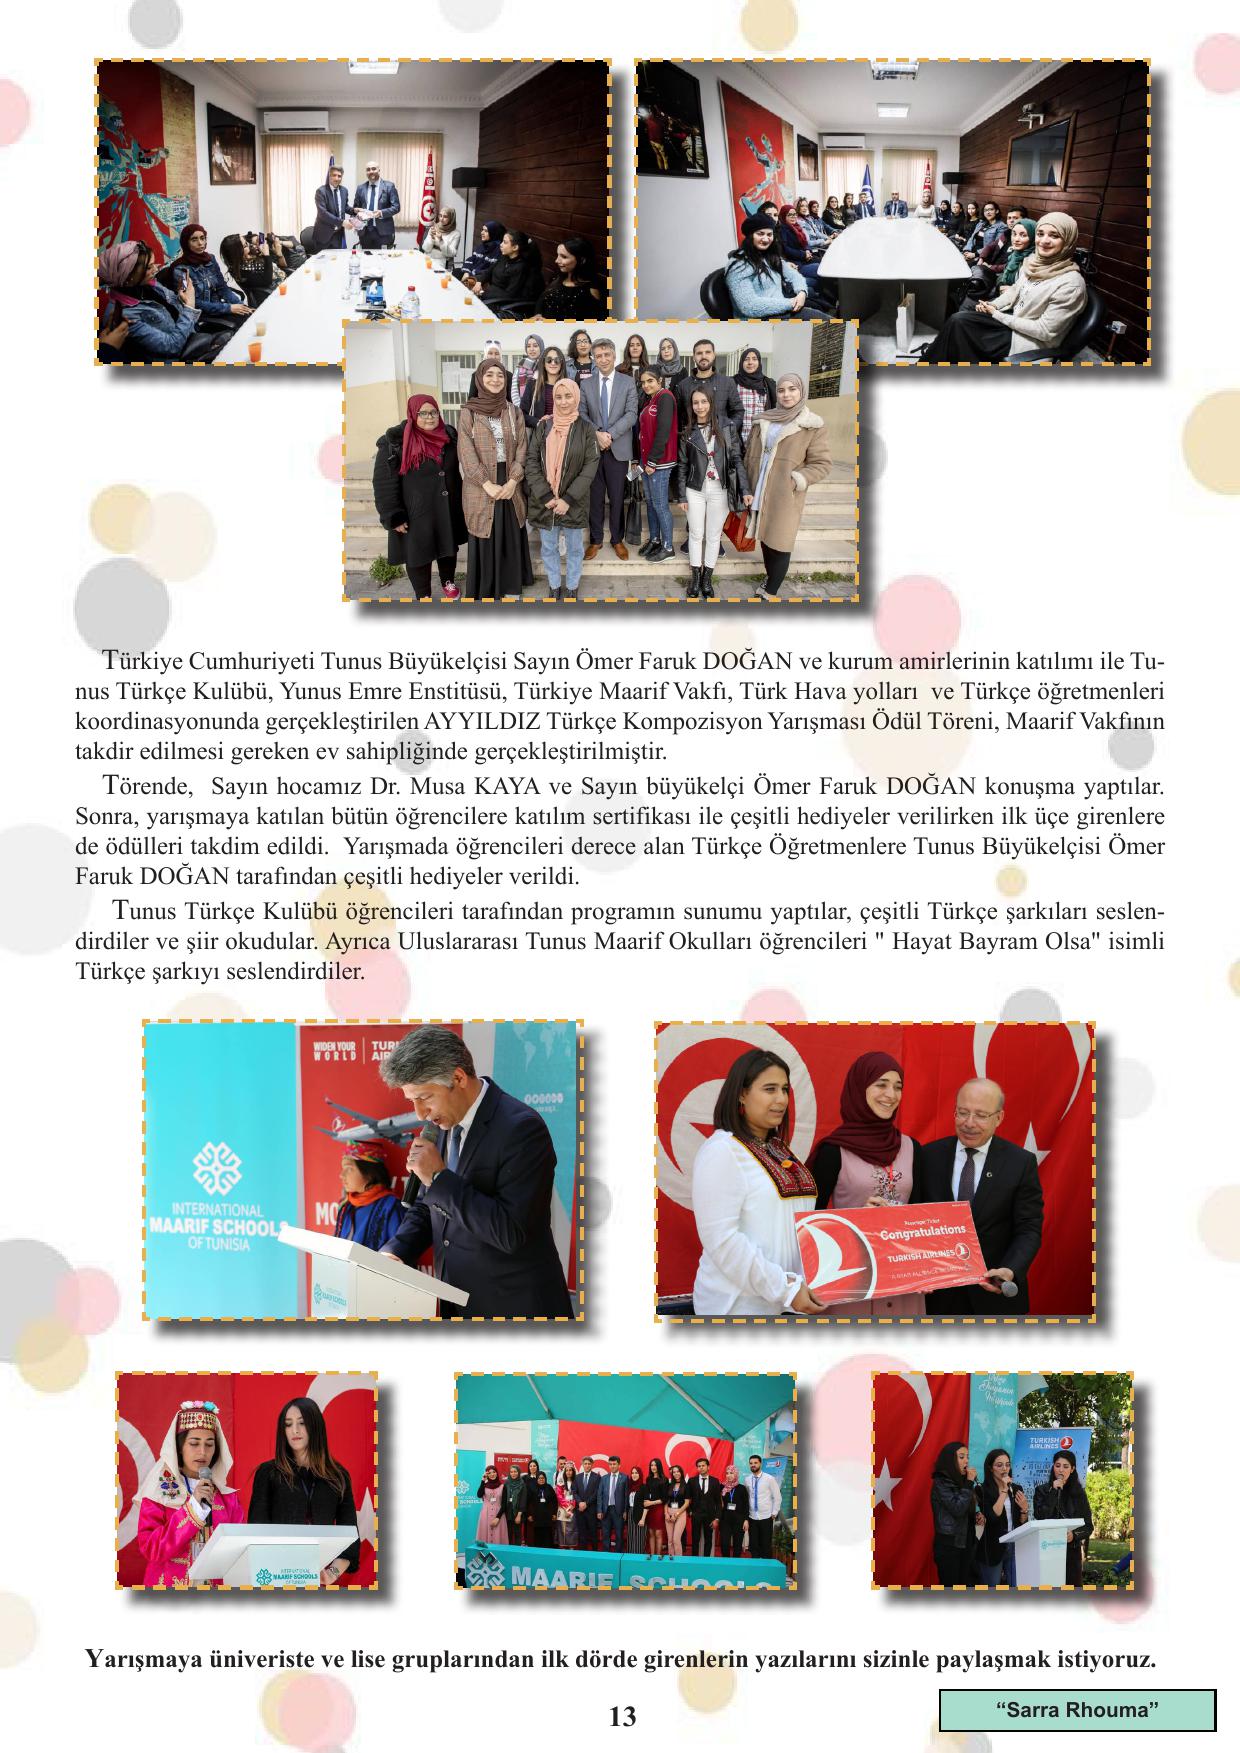 Türkiye Cumhuriyeti Tunus Büyükelçisi Sayın Ömer Faruk DOĞAN ve kurum amirlerinin katılımı ile Tu-
nus Türkçe Kulübü, Yunus Emre Enstitüsü, Türkiye Maarif Vakfı, Türk Hava yolları ve Türkçe öğretmenleri
koordinasyonunda gerçekleştirilen AYYILDIZ Türkçe Kompozisyon Yarışması Ödül Töreni, Maarif Vakfının
takdir edilmesi gereken ev sahipliğinde gerçekleştirilmiştir.
Törende, Sayın hocamız Dr. Musa KAYA ve Sayın büyükelçi Ömer Faruk DOĞAN konuşma yaptılar.
Sonra, yarışmaya katılan bütün öğrencilere katılım sertifikası ile çeşitli hediyeler verilirken ilk üçe girenlere
de ödülleri takdim edildi. Yarışmada öğrencileri derece alan Türkçe Öğretmenlere Tunus Büyükelçisi Ömer
Faruk DOĞAN tarafından çeşitli hediyeler verildi.
Tunus Türkçe Kulübü öğrencileri tarafından programın sunumu yaptılar, çeşitli Türkçe şarkıları seslen-
dirdiler ve şiir okudular. Ayrıca Uluslararası Tunus Maarif Okulları öğrencileri " Hayat Bayram Olsa" isimli
Türkçe şarkıyı seslendirdiler.
WIDEN YOUR
WORLD
INTERNATIONAL
MAARIF SCHOOLS
OF TUNISIA
Passenger Ticket
Congratulations
TURKISH AIRLINES
INTERNATIONAL
MAARIF SCHOOLS
OF TUNISIA
MAARIF SCHOOLS
TURKISH
AIRLINES
Yarışmaya üniveriste ve lise gruplarından ilk dörde girenlerin yazılarını sizinle paylaşmak istiyoruz.
13
“Sarra Rhouma”